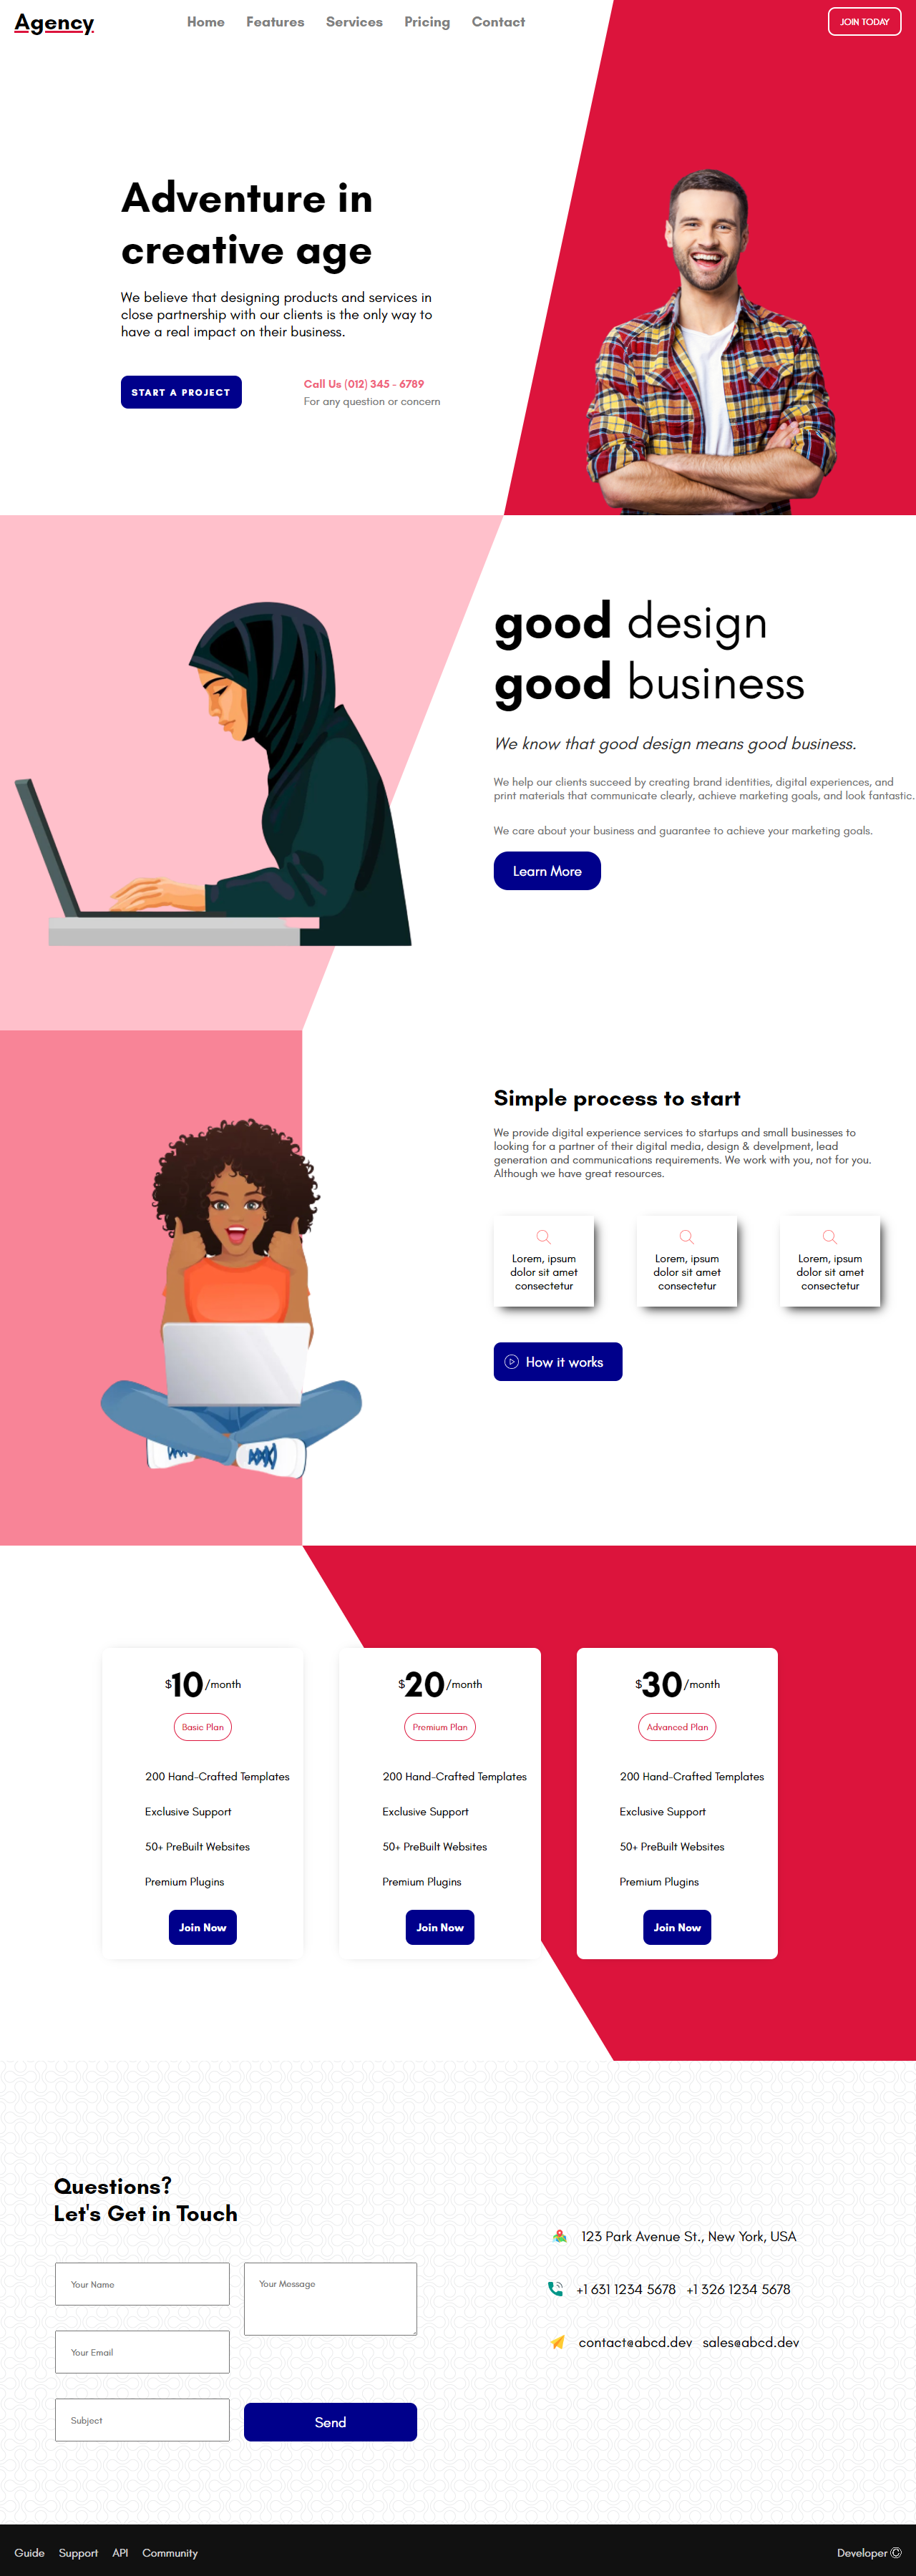 Agency
Home Features Services Pricing Contact
JOIN TODAY
Adventure in
creative age
We believe that designing products and services in
close partnership with our clients is the only way to
have a real impact on their business.
START A PROJECT
Call Us (012) 345 - 6789
For any question or concern
good design
good business
We know that good design means good business.
We help our clients succeed by creating brand identities, digital experiences, and
print materials that communicate clearly, achieve marketing goals, and look fantastic.
We care about your business and guarantee to achieve your marketing goals.
Learn More
Simple process to start
We provide digital experience services to startups and small businesses to
looking for a partner of their digital media, design & develpment, lead
generation and communications requirements. We work with you, not for you.
Although we have great resources.
Lorem, ipsum
dolor sit amet
consectetur
Lorem, ipsum
dolor sit amet
consectetur
Lorem, ipsum
dolor sit amet
consectetur
How it works
$10/month
Basic Plan
200 Hand-Crafted Templates
Exclusive Support
50+ PreBuilt Websites
Premium Plugins
Join Now
$20/month
Premium Plan
200 Hand-Crafted Templates
Exclusive Support
50+ PreBuilt Websites
Premium Plugins
Join Now
$30/month
Advanced Plan
200 Hand-Crafted Templates
Exclusive Support
50+ PreBuilt Websites
Premium Plugins
Join Now
Questions?
Let's Get in Touch
Your Name
Your Email
Subject
Your Message
Send
123 Park Avenue St., New York, USA
+1 631 1234 5678 +1 326 1234 5678
contact@abcd.dev sales@abcd.dev
Guide Support API Community
Developer ©